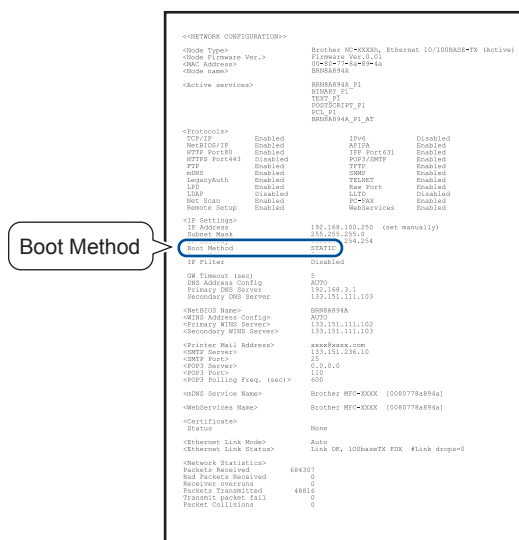 <<NETWORK CONFIGURATION>>
<Node Type> Brother NC-XXXXh, Ethernet 10/100BASE-TX (Active)
<Node Firmware Ver.> Firmware Ver.0.01
<MAC Address> 00-80-77-8a-89-4a
<Node name> BRN8A894A
<Active services> BRN8A894A_P1
BINARY_P1
TEXT_P1
POSTSCRIPT_P1
PCL_P1
BRN8A894A_P1_AT
<Protocols>
TCP/IP Enabled IPv6 Disabled
NetBIOS/IP Enabled APIPA Enabled
HTTP Port80 Enabled IPP Port631 Enabled
HTTPS Port443 Disabled POP3/SMTP Enabled
FTP Enabled TFTP Enabled
mDNS Enabled SNMP Enabled
LegacyAuth Enabled TELNET Enabled
LPD Enabled Raw Port Enabled
LDAP Disabled LLTD Disabled
Net Scan Enabled PC-FAX Enabled
Remote Setup Enabled WebServices Enabled
<IP Settings>
IP Address 192.168.100.250 (set manually)
Subnet Mask 255.255.255.0
254.254
Boot Method
Boot Method STATIC
IP Filter Disabled
GW Timeout (sec) 5
DNS Address Config AUTO
Primary DNS Server 192.168.3.1
Secondary DNS Server 133.151.111.103
<NetBIOS Name> BRN8A894A
<WINS Address Config> AUTO
<Primary WINS Server> 133.151.111.102
<Secondary WINS Server> 133.151.111.103
<Printer Mail Address> xxxx@xxxx.com
<SMTP Server> 133.151.236.10
<SMTP Port> 25
<POP3 Server> 0.0.0.0
<POP3 Port> 110
<POP3 Polling Freq. (sec)> 600
<mDNS Service Name> Brother MFC-XXXX [0080778a894a]
<WebServices Name> Brother MFC-XXXX [0080778a894a]
<Certificate>
Status None
<Ethernet Link Mode> Auto
<Ethernet Link Status> Link OK, 100baseTX FDX #Link drops=0
<Network Statistics>
Packets Received 684307
Bad Packets Received 0
Receiver overruns 0
Packets Transmitted 48816
Transmit packet fail 0
Packet Collisions 0